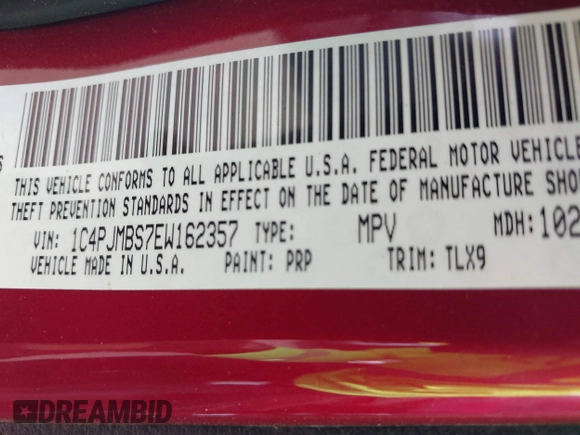 THIS VEHICLE CONFORMS TO ALL APPLICABLE U.S.A. FEDERAL MOTOR VEHICLE
THEFT PREVENTION STANDARDS IN EFFECT ON THE DATE OF MANUFACTURE SHO
VIN: 1C4PJMBS7EW162357 TYPE: MPV MDH: 102
VEHICLE MADE IN U.S.A. PAINT: PRP TRIM: TLX9
DREAMBID